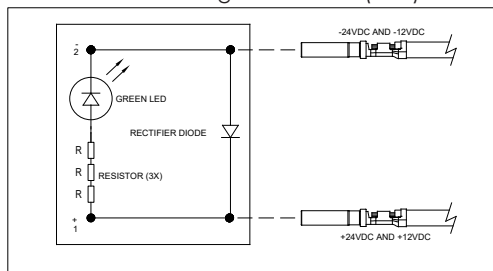 -24VDC AND -12VDC
-
2
GREEN LED
RECTIFIER DIODE
R
R
RESISTOR (3X)
R
+
1
+24VDC AND +12VDC